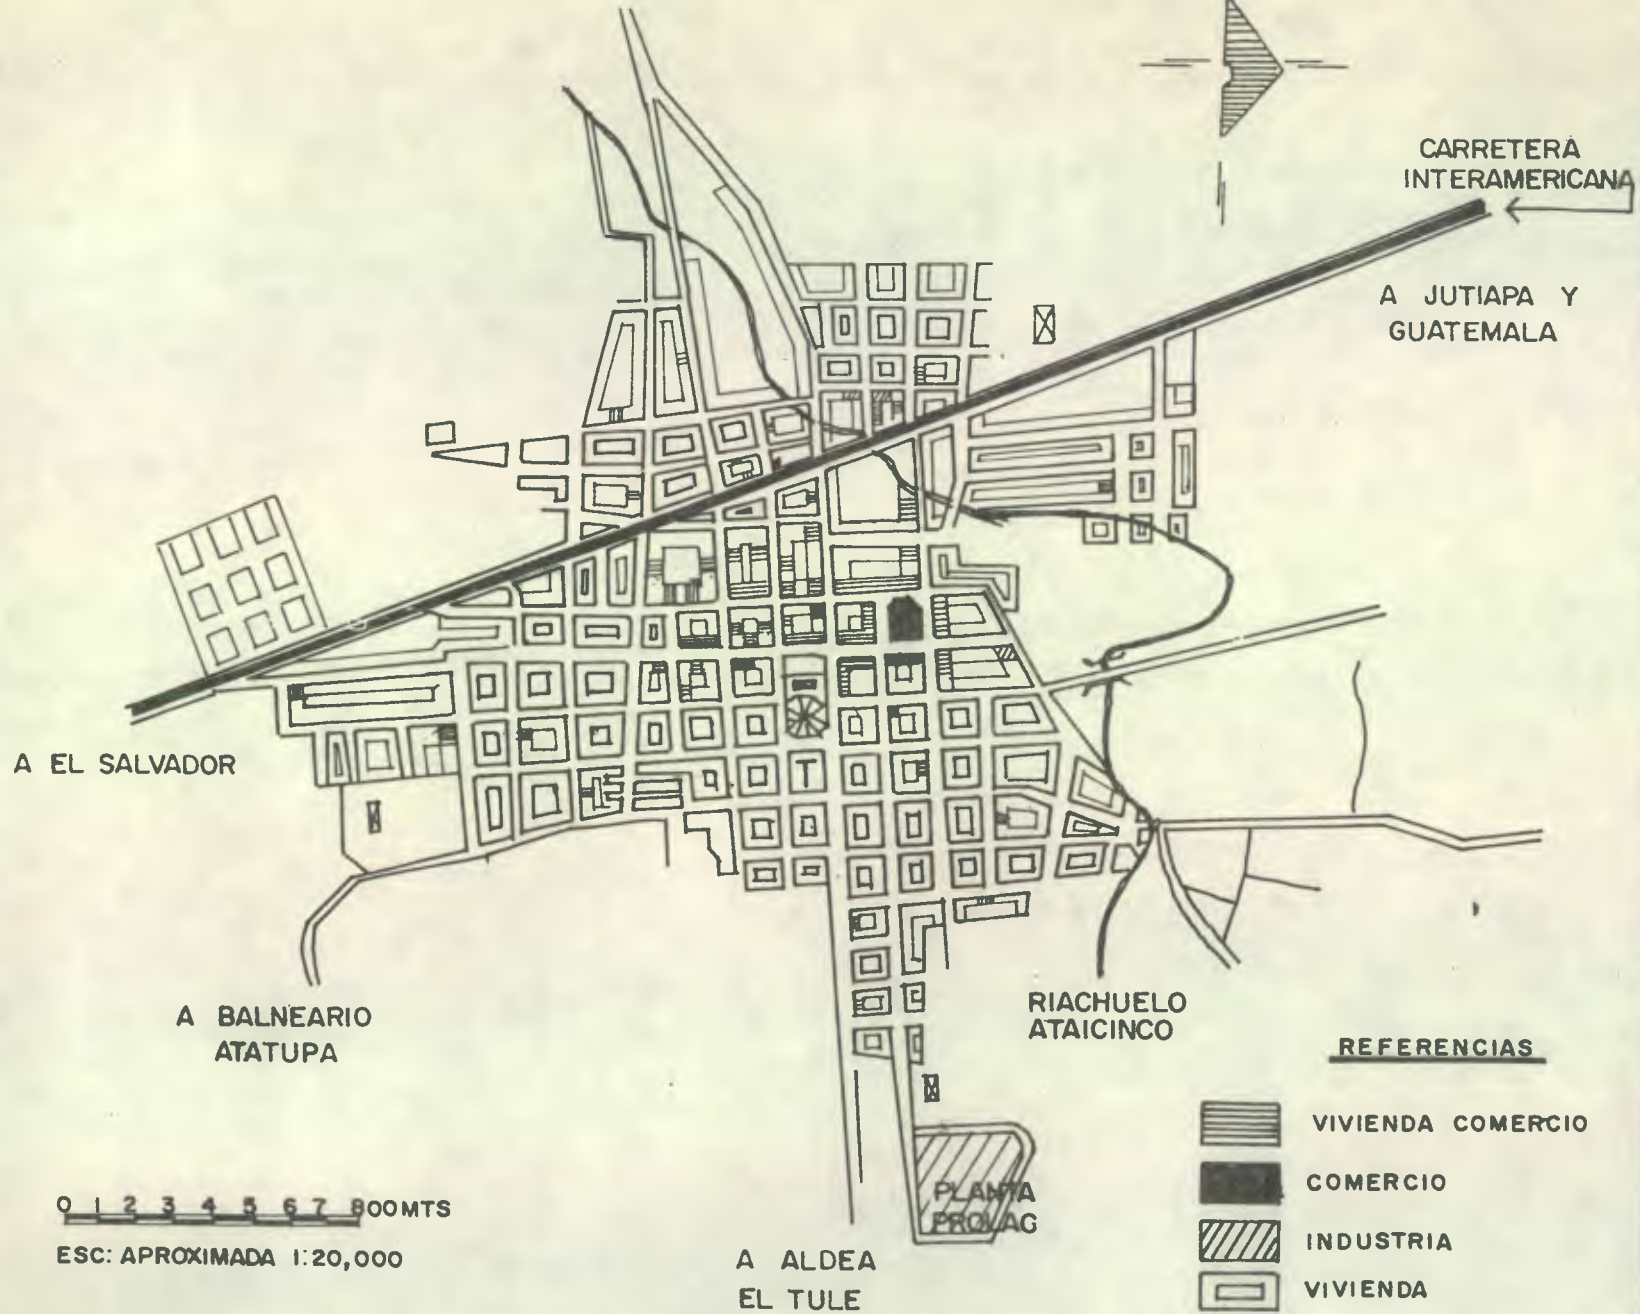 CARRETERA
INTERAMERICANA
A JUTIAPA Y
GUATEMALA
A EL SALVADOR
A BALNEARIO
ATATUPA
RIACHUELO
ATAICINCO
REFERENCIAS
VIVIENDA COMERCIO
COMERCIO
INDUSTRIA
VIVIENDA
PLANTA
PROLAG
0 1 2 3 4 5 6 7 800MTS
ESC: APROXIMADA 1:20,000
A ALDEA
EL TULE